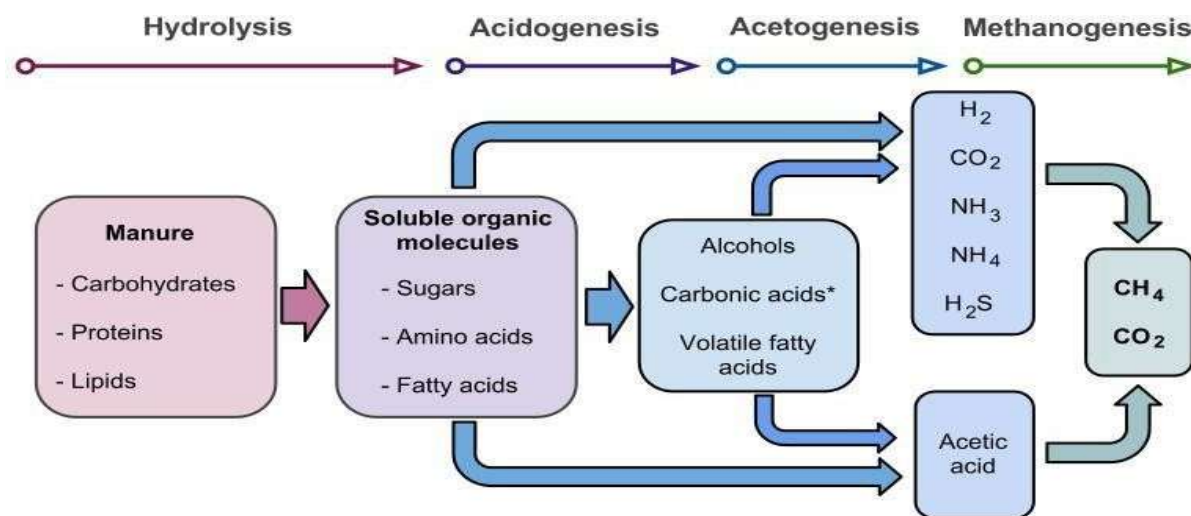 Hydrolysis
Acidogenesis
Acetogenesis
Methanogenesis
Manure
- Carbohydrates
- Proteins
- Lipids
Soluble organic
molecules
- Sugars
- Amino acids
- Fatty acids
Alcohols
Carbonic acids*
Volatile fatty
acids
H₂
CO₂
NH₃
NH₄
H₂S
Acetic
acid
CH₄
CO₂